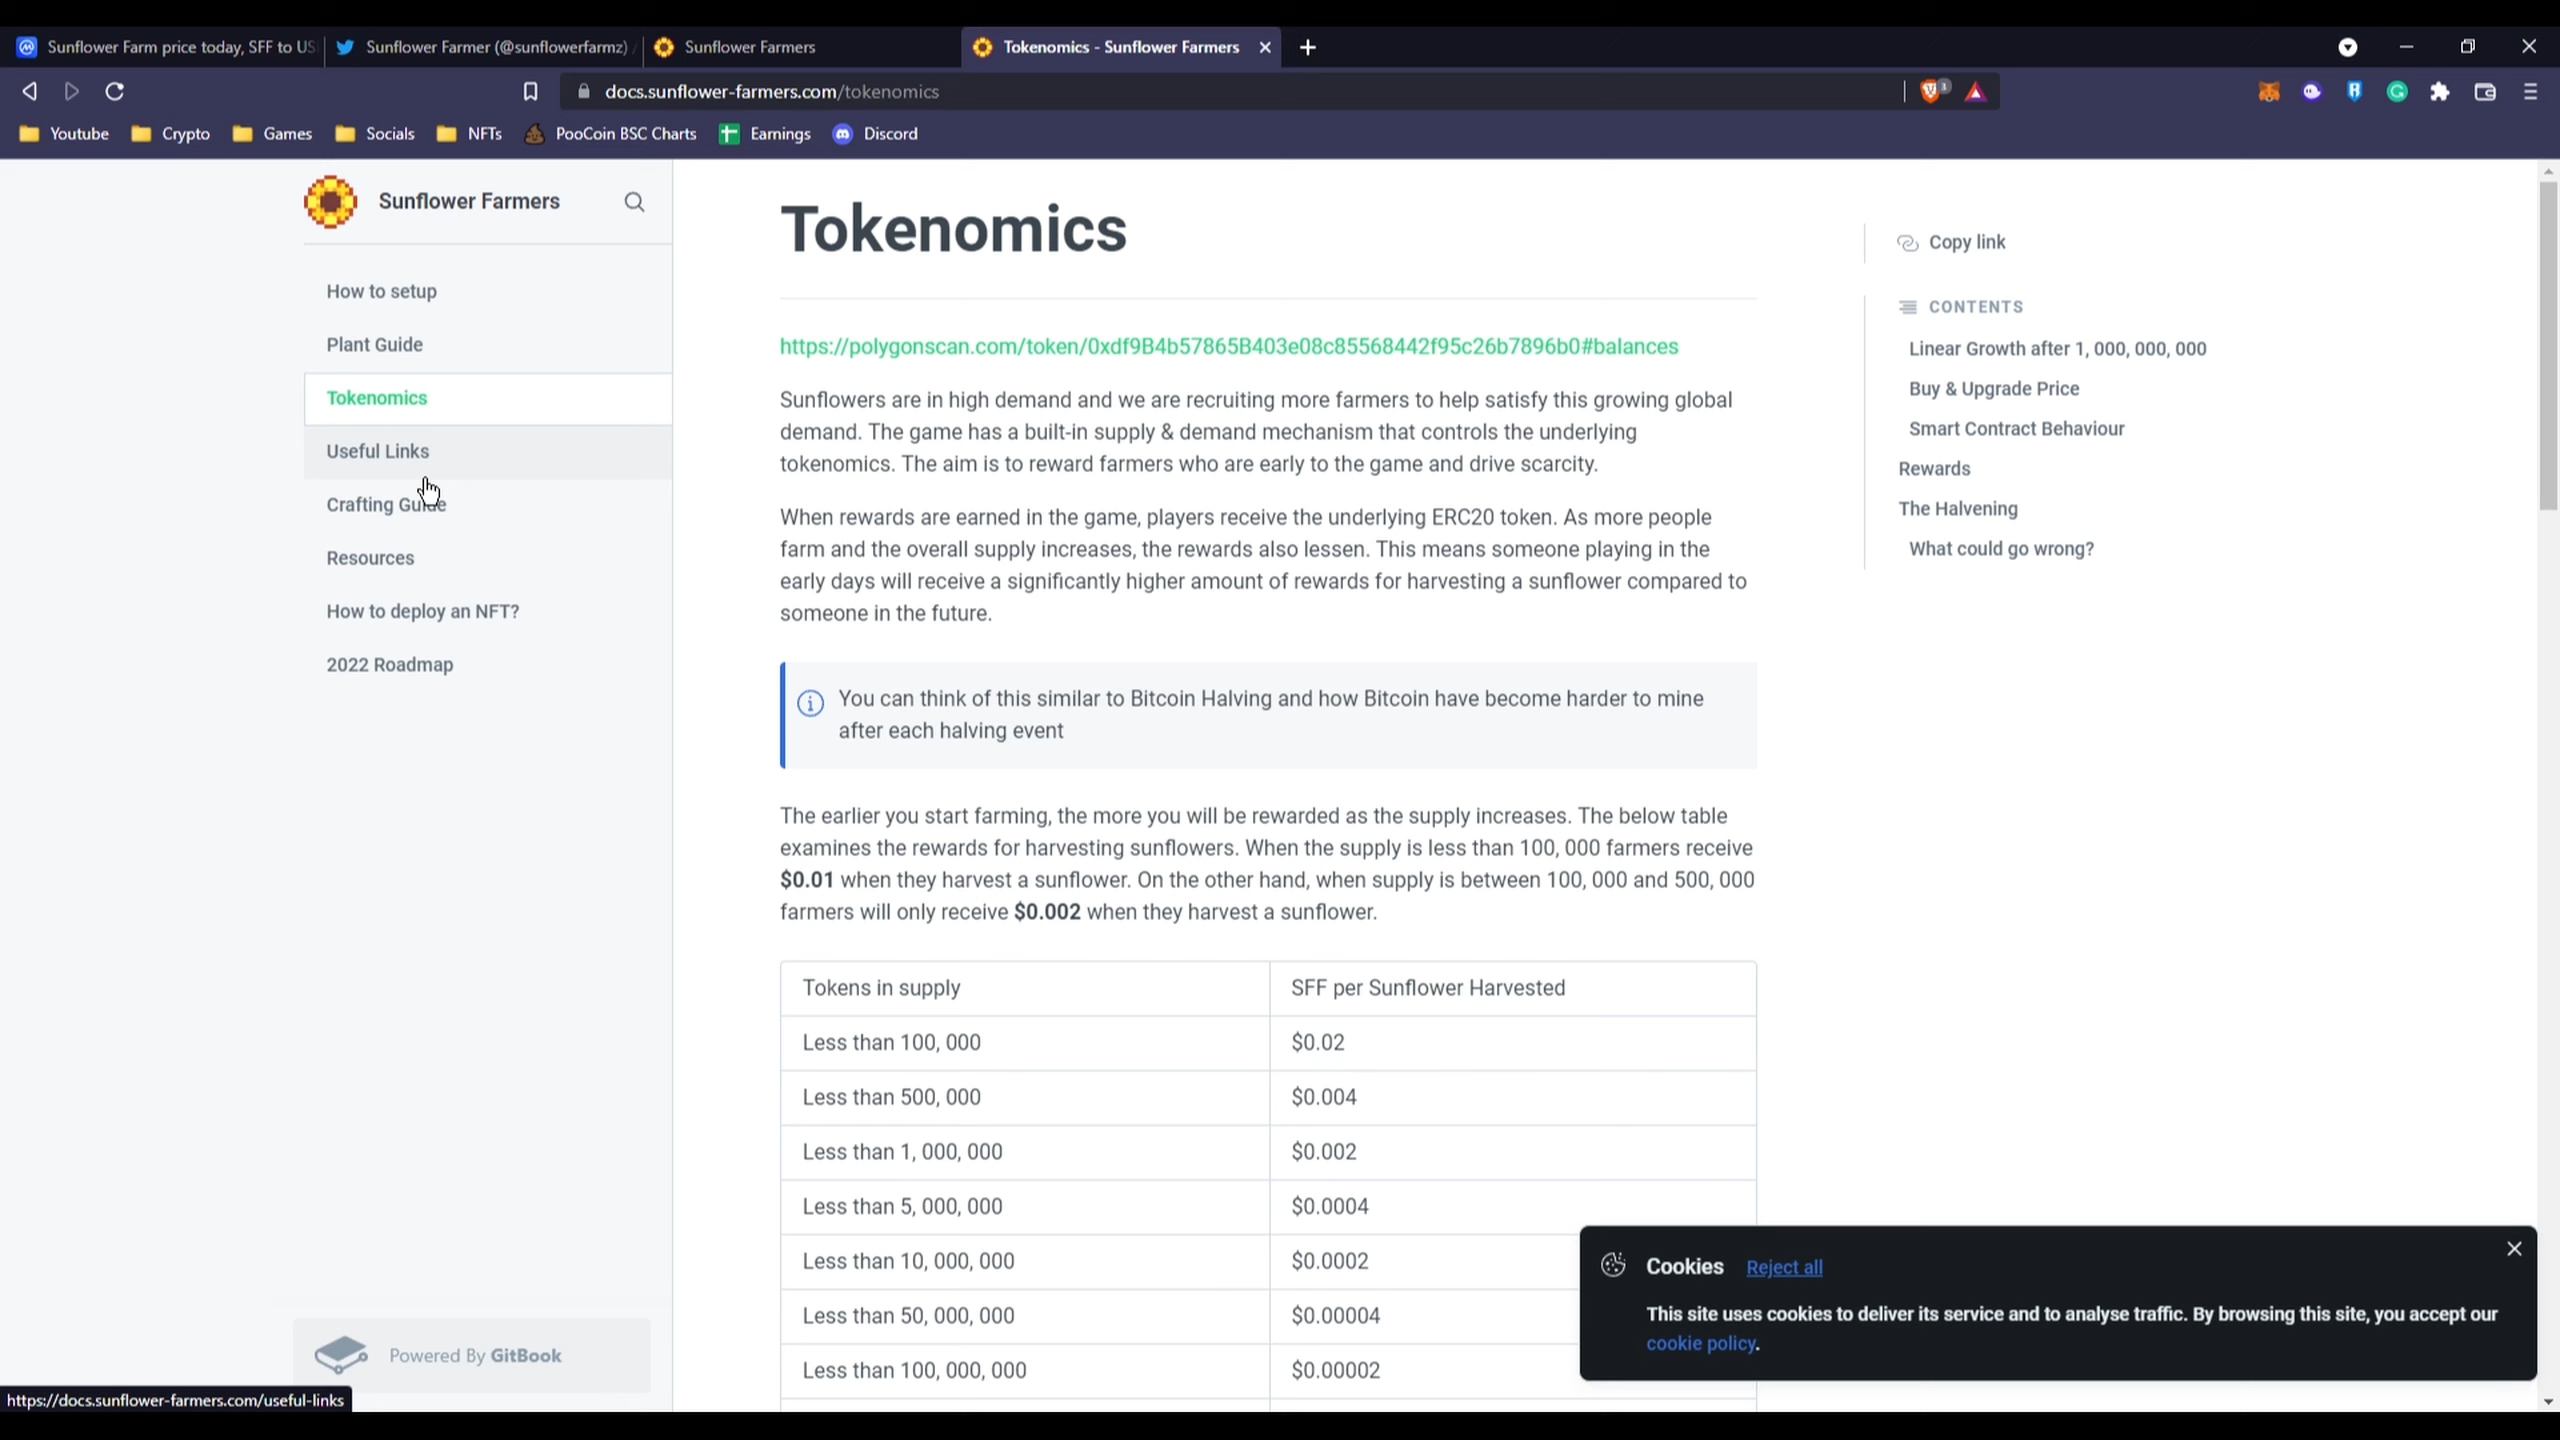 Sunflower Farm price today, SFF to US
Sunflower Farmer (@sunflowerfarmz) /
Sunflower Farmers
Tokenomics - Sunflower Farmers
docs.sunflower-farmers.com/tokenomics
3
Youtube
Crypto
Games
Socials
NFTs
PooCoin BSC Charts
Earnings
Discord
Sunflower Farmers
How to setup
Plant Guide
Tokenomics
Useful Links
Crafting Guide
Resources
How to deploy an NFT?
2022 Roadmap
Powered By GitBook
https://docs.sunflower-farmers.com/useful-links
Tokenomics
https://polygonscan.com/token/0xdf9B4b57865B403e08c85568442f95c26b7896b0#balances
Sunflowers are in high demand and we are recruiting more farmers to help satisfy this growing global
demand. The game has a built-in supply & demand mechanism that controls the underlying
tokenomics. The aim is to reward farmers who are early to the game and drive scarcity.
When rewards are earned in the game, players receive the underlying ERC20 token. As more people
farm and the overall supply increases, the rewards also lessen. This means someone playing in the
early days will receive a significantly higher amount of rewards for harvesting a sunflower compared to
someone in the future.
You can think of this similar to Bitcoin Halving and how Bitcoin have become harder to mine
after each halving event
The earlier you start farming, the more you will be rewarded as the supply increases. The below table
examines the rewards for harvesting sunflowers. When the supply is less than 100, 000 farmers receive
$0.01 when they harvest a sunflower. On the other hand, when supply is between 100, 000 and 500, 000
farmers will only receive $0.002 when they harvest a sunflower.
Tokens in supply SFF per Sunflower Harvested
Less than 100, 000 $0.02
Less than 500, 000 $0.004
Less than 1, 000, 000 $0.002
Less than 5, 000, 000 $0.0004
Less than 10, 000, 000 $0.0002
Less than 50, 000, 000 $0.00004
Less than 100, 000, 000 $0.00002
Copy link
CONTENTS
Linear Growth after 1, 000, 000, 000
Buy & Upgrade Price
Smart Contract Behaviour
Rewards
The Halvening
What could go wrong?
Cookies Reject all
This site uses cookies to deliver its service and to analyse traffic. By browsing this site, you accept our
cookie policy.